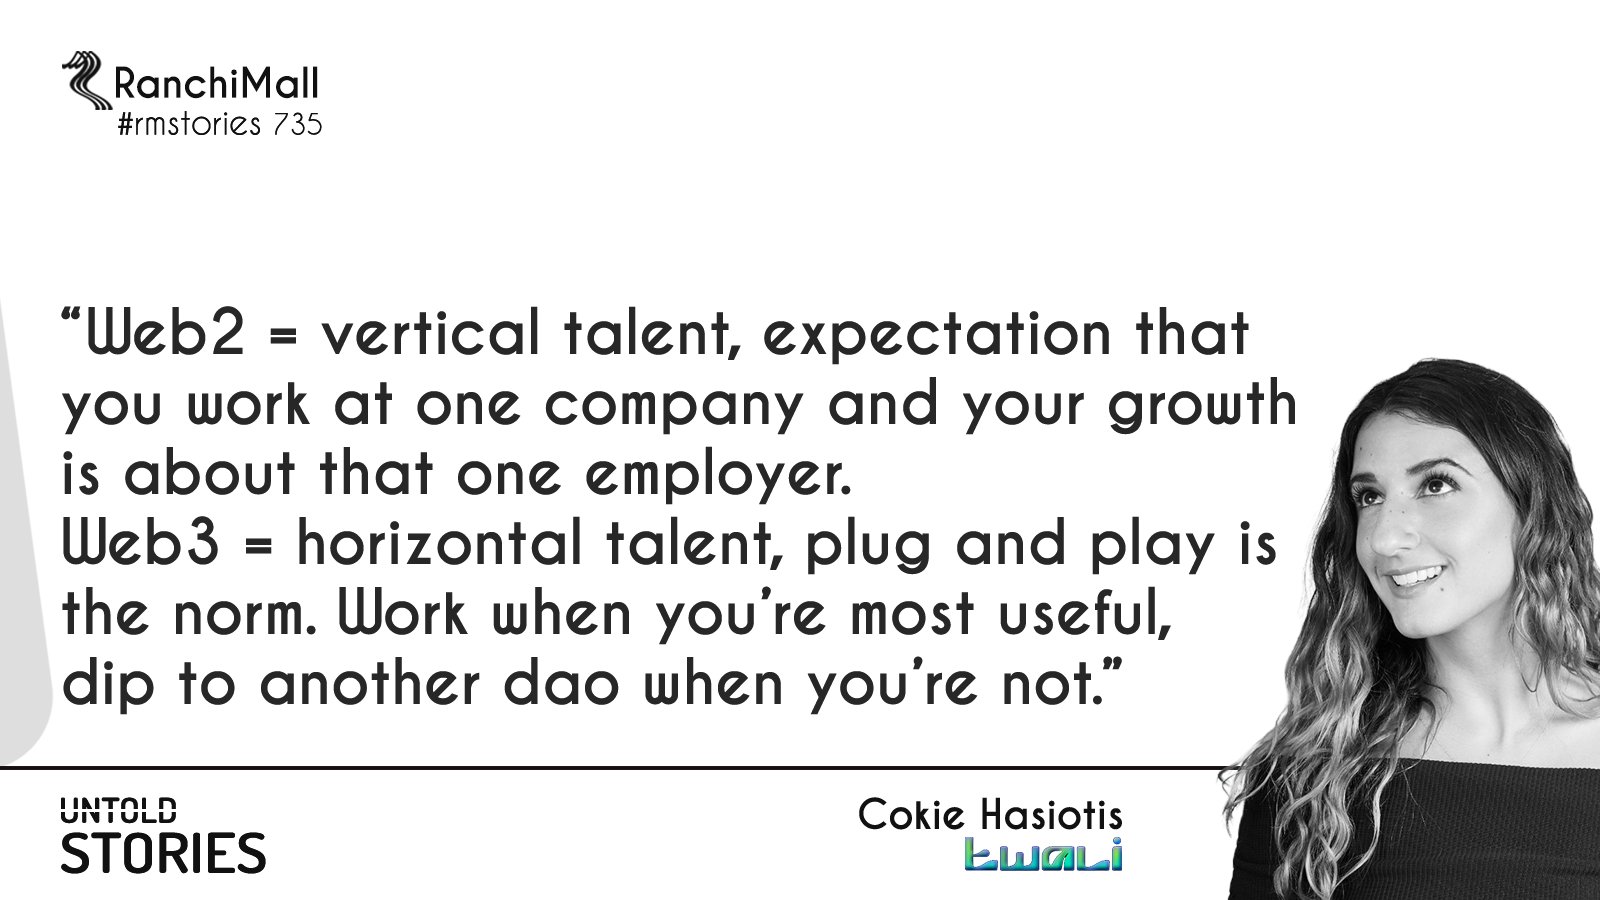 RanchiMall
#rmstories 735
“Web2 = vertical talent, expectation that
you work at one company and your growth
is about that one employer.
Web3 = horizontal talent, plug and play is
the norm. Work when you’re most useful,
dip to another dao when you’re not.”
UNTOLD
STORIES
Cokie Hasiotis
twali